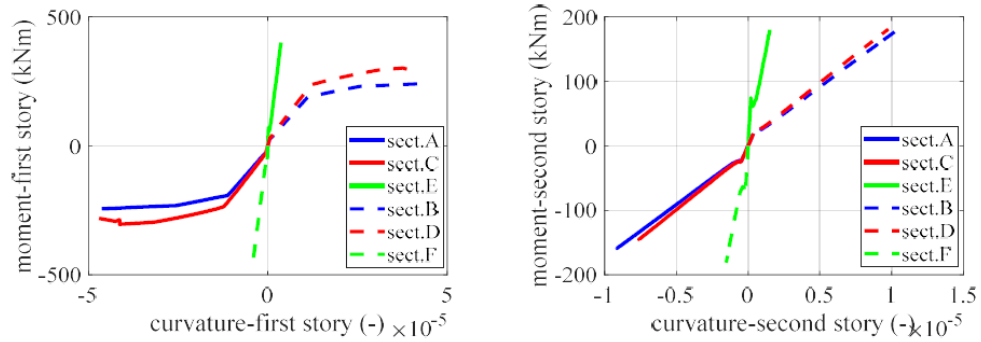 500
0
-500
moment-first story (kNm)
sect.A
sect.C
sect.E
sect.B
sect.D
sect.F
-5
0
5
curvature-first story (-)
×10⁻⁵
200
100
0
-100
-200
moment-second story (kNm)
sect.A
sect.C
sect.E
sect.B
sect.D
sect.F
-1
-0.5
0
0.5
1
1.5
curvature-second story (-)
×10⁻⁵